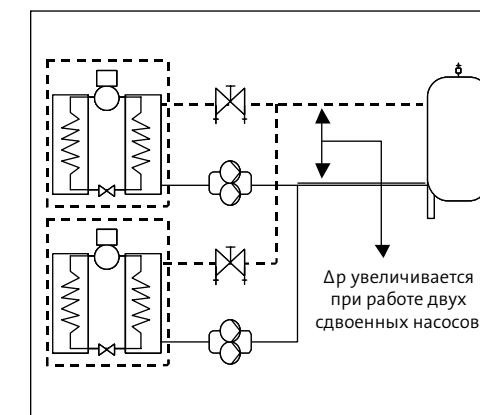 Δp увеличивается
при работе двух
сдвоенных насосов